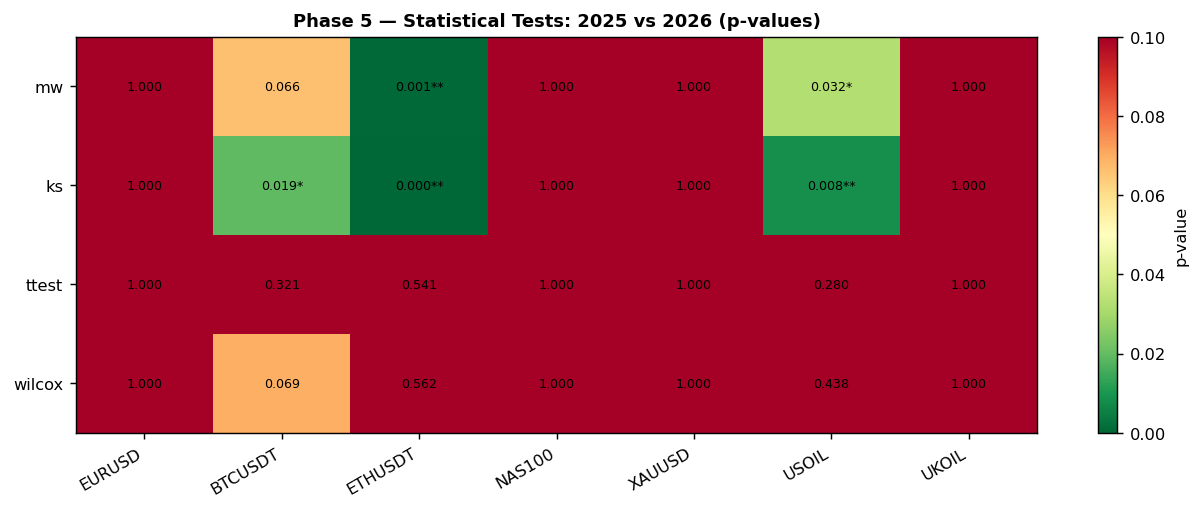 Phase 5 — Statistical Tests: 2025 vs 2026 (p-values)
mw 1.000 0.066 0.001** 1.000 1.000 0.032* 1.000
ks 1.000 0.019* 0.000** 1.000 1.000 0.008** 1.000
ttest 1.000 0.321 0.541 1.000 1.000 0.280 1.000
wilcox 1.000 0.069 0.562 1.000 1.000 0.438 1.000
EURUSD BTCUSDT ETHUSDT NAS100 XAUUSD USOIL UKOIL
0.10
0.08
0.06
0.04
0.02
0.00
p-value